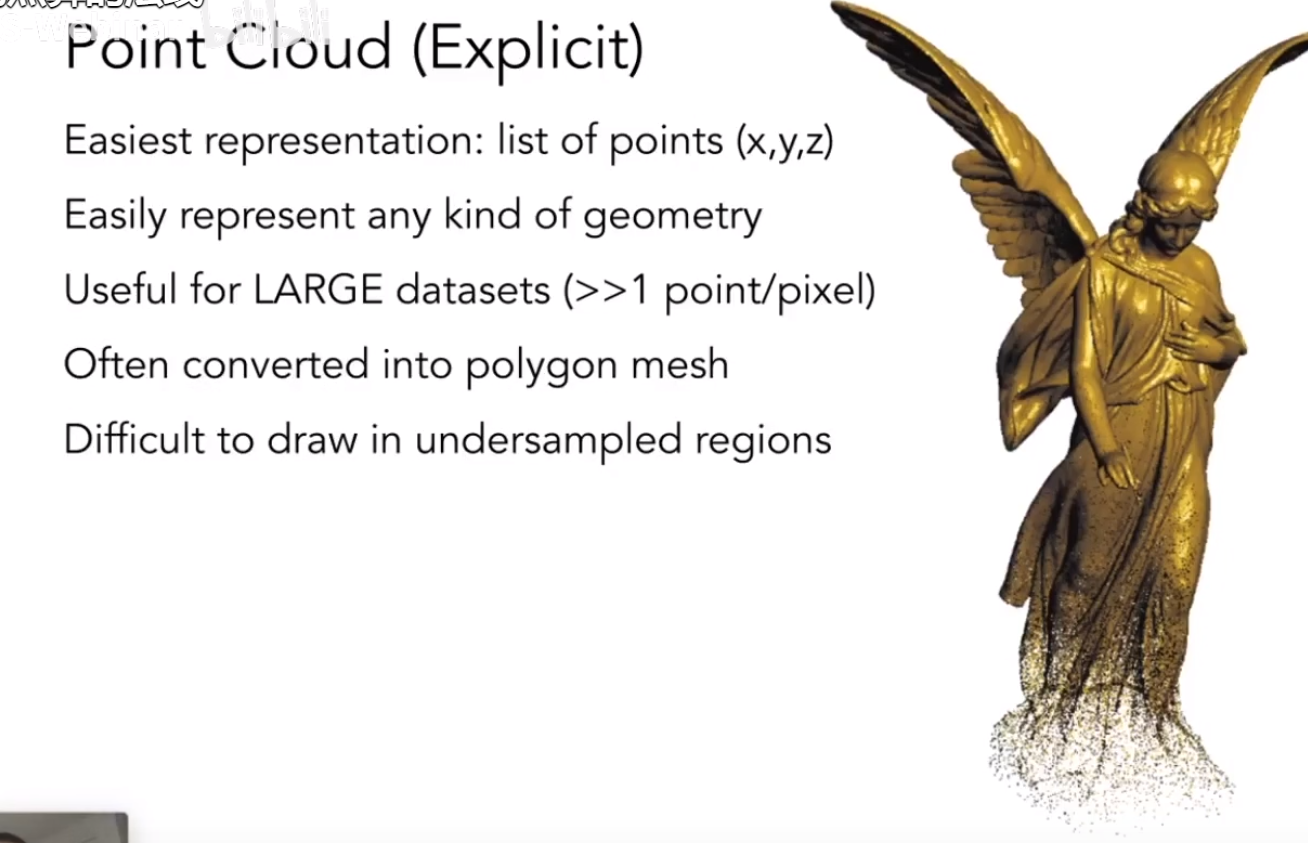 Point Cloud (Explicit)
Easiest representation: list of points (x,y,z)
Easily represent any kind of geometry
Useful for LARGE datasets (>>1 point/pixel)
Often converted into polygon mesh
Difficult to draw in undersampled regions